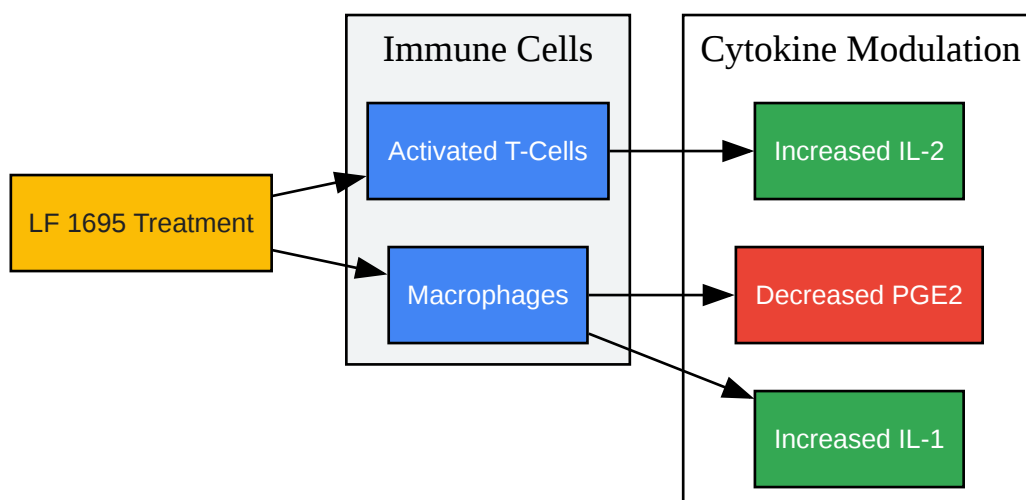 Immune Cells
Cytokine Modulation
Activated T-Cells
Increased IL-2
LF 1695 Treatment
Macrophages
Decreased PGE2
Increased IL-1